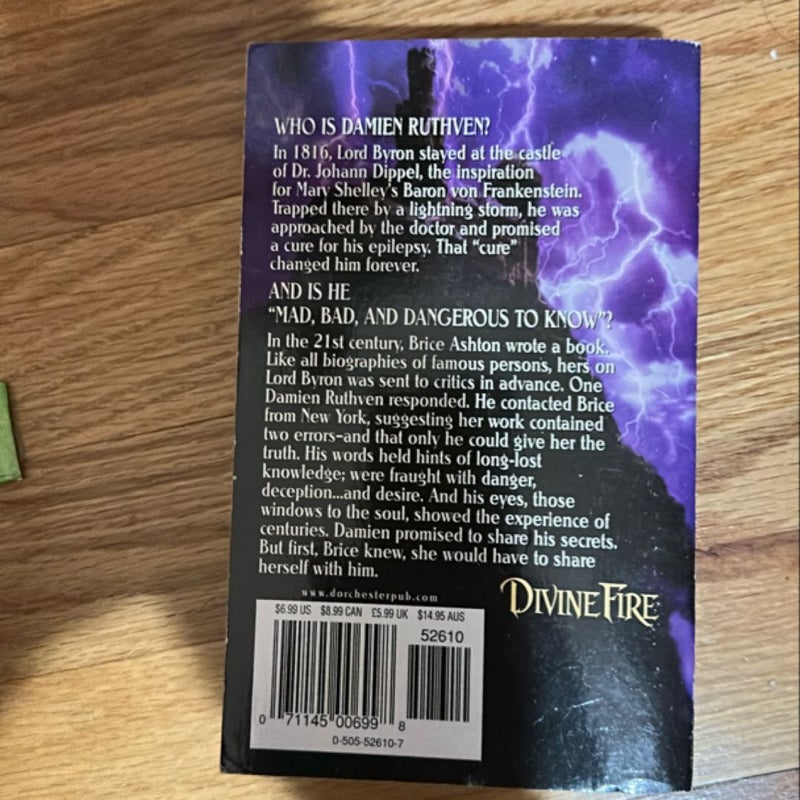 WHO IS DAMIEN RUTHVEN?
In 1816, Lord Byron stayed at the castle
of Dr. Johann Dippel, the inspiration
for Mary Shelley's Baron von Frankenstein.
Trapped there by a lightning storm, he was
approached by the doctor and promised
a cure for his epilepsy. That "cure"
changed him forever.
AND IS HE
"MAD, BAD, AND DANGEROUS TO KNOW"?
In the 21st century, Brice Ashton wrote a book.
Like all biographies of famous persons, hers on
Lord Byron was sent to critics in advance. One
Damien Ruthven responded. He contacted Brice
from New York, suggesting her work contained
two errors–and that only he could give her the
truth. His words held hints of long-lost
knowledge; were fraught with danger,
deception...and desire. And his eyes, those
windows to the soul, showed the experience of
centuries. Damien promised to share his secrets.
But first, Brice knew, she would have to share
herself with him.
www.dorchesterpub.com
DIVINE FIRE
$6.99 US $8.99 CAN £5.99 UK $14.95 AUS
52610
0 71145 00699 8
0-505-52610-7